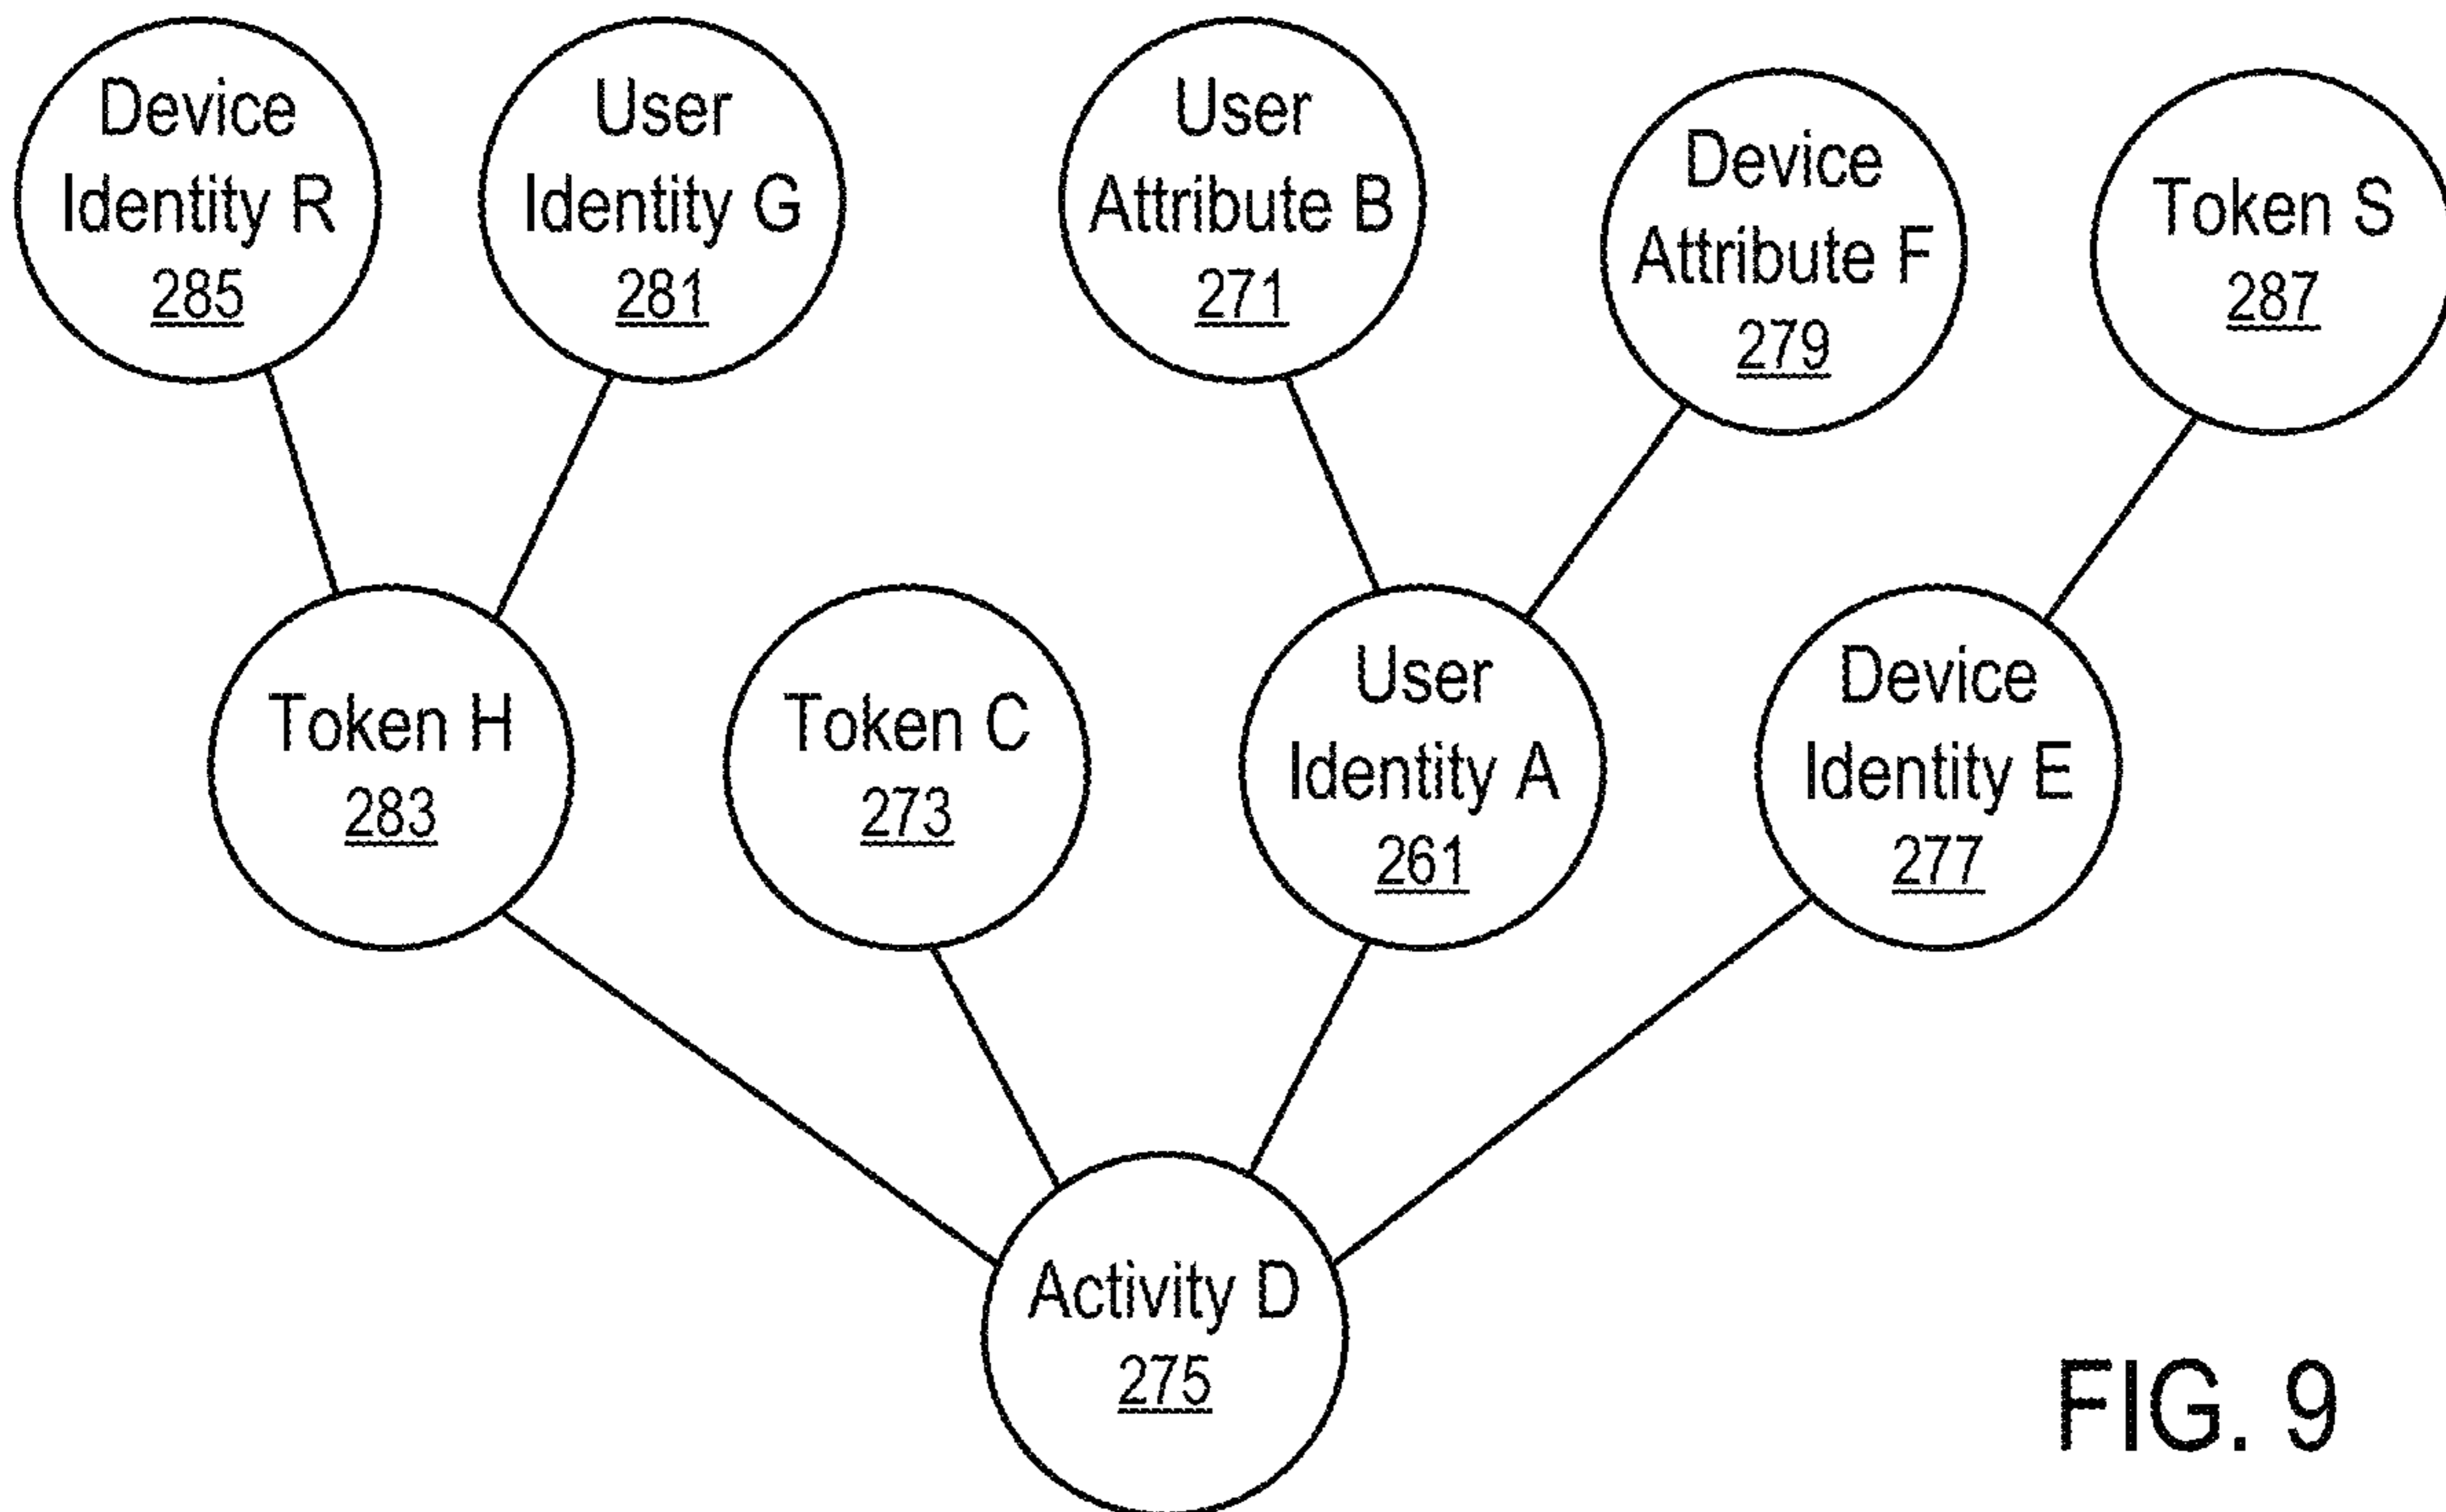 Device
Identity R
285
User
Identity G
281
User
Attribute B
271
Device
Attribute F
279
Token S
287
Token H
283
Token C
273
User
Identity A
261
Device
Identity E
277
Activity D
275
FIG. 9